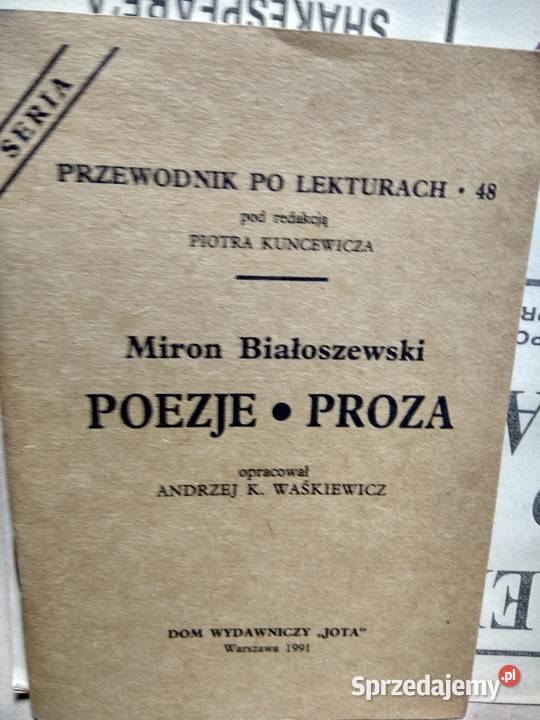 SHAKESPEARE'A
SERIA
PRZEWODNIK PO LEKTURACH • 48
pod redakcją
PIOTRA KUNCEWICZA
Miron Białoszewski
POEZJE • PROZA
opracował
ANDRZEJ K. WAŚKIEWICZ
DOM WYDAWNICZY „JOTA"
Warszawa 1991
Sprzedajemy.pl